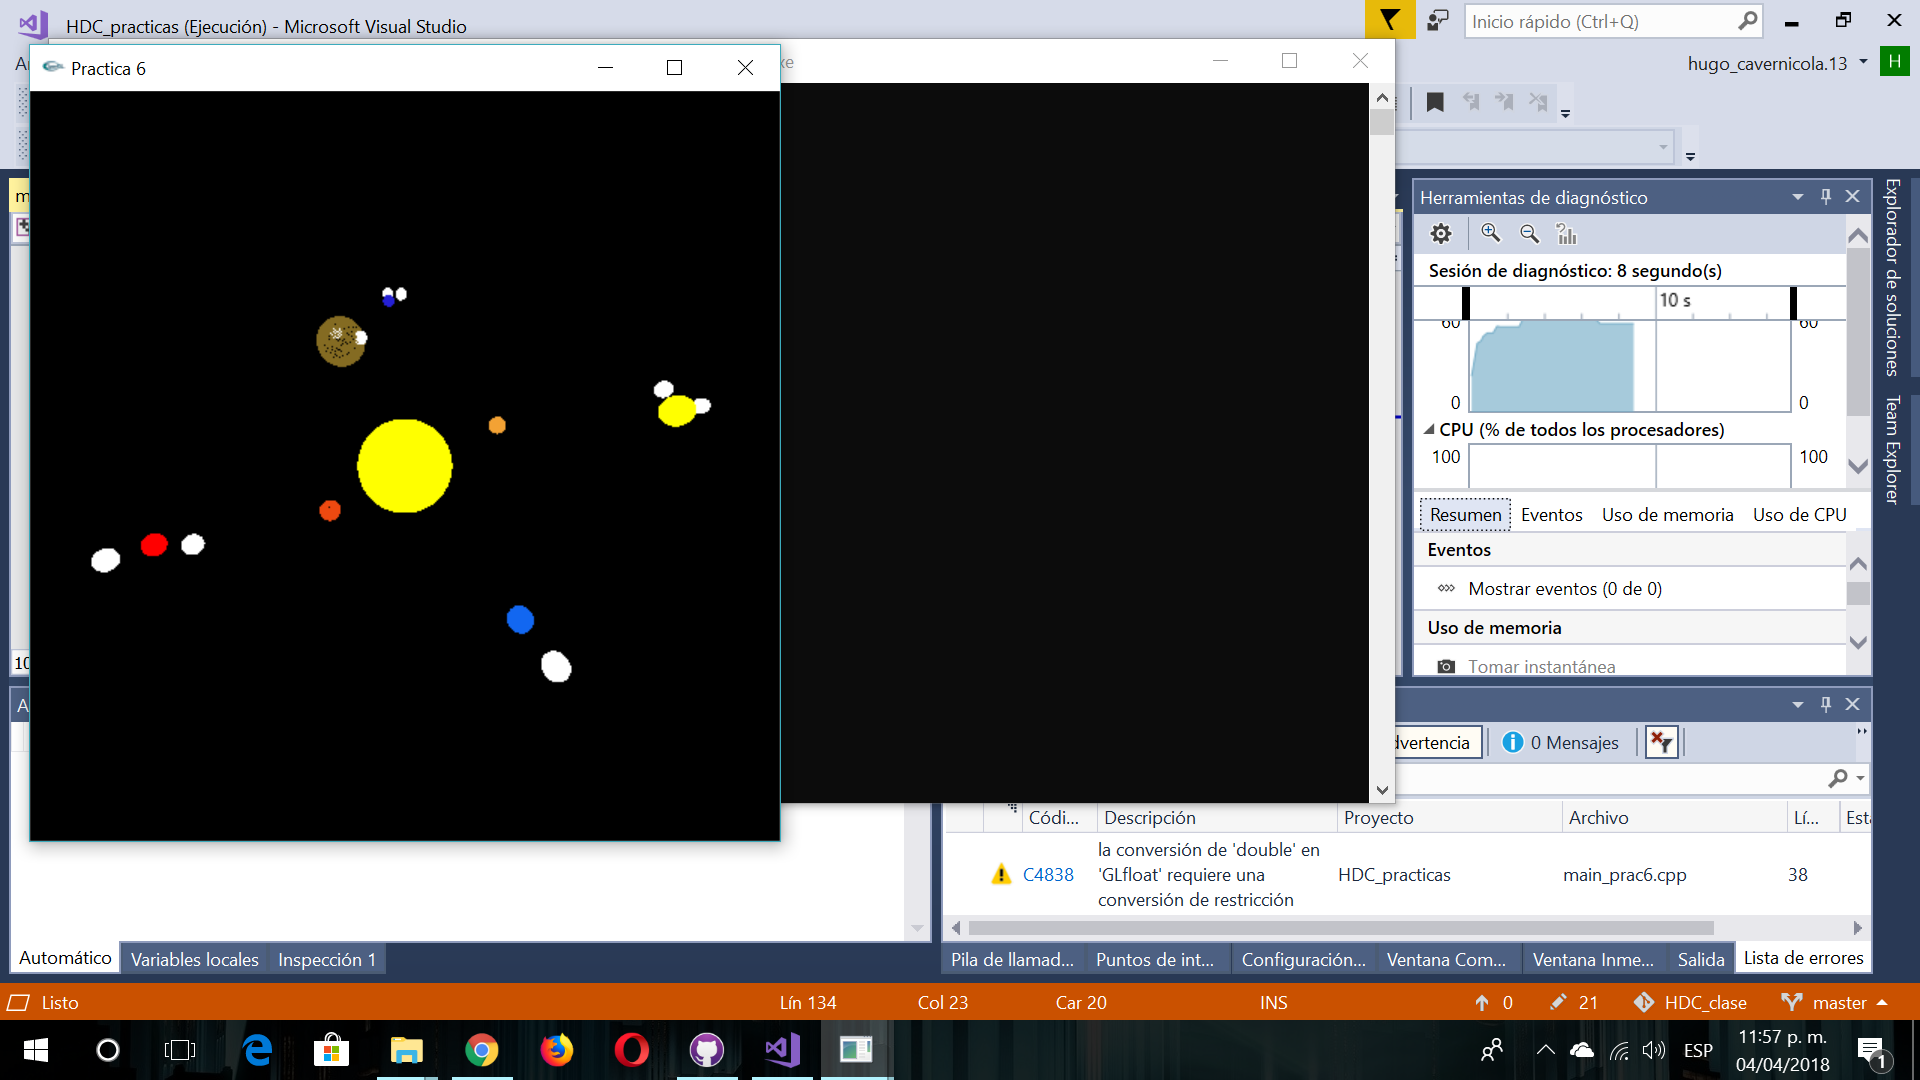 HDC_practicas (Ejecución) - Microsoft Visual Studio
Inicio rápido (Ctrl+Q)
hugo_cavernicola.13
H
Practica 6
Herramientas de diagnóstico
Sesión de diagnóstico: 8 segundo(s)
10 s
60
60
0
0
CPU (% de todos los procesadores)
100
100
Resumen Eventos Uso de memoria Uso de CPU
Eventos
Mostrar eventos (0 de 0)
Uso de memoria
Tomar instantánea
Explorador de soluciones
Team Explorer
0 Mensajes
Códi... Descripción Proyecto Archivo Lí...
C4838 la conversión de 'double' en 'GLfloat' requiere una conversión de restricción HDC_practicas main_prac6.cpp 38
Automático Variables locales Inspección 1
Pila de llamad... Puntos de int... Configuración... Ventana Com... Ventana Inme... Salida Lista de errores
Listo Lín 134 Col 23 Car 20 INS 0 21 HDC_clase master
ESP
11:57 p. m.
04/04/2018
1